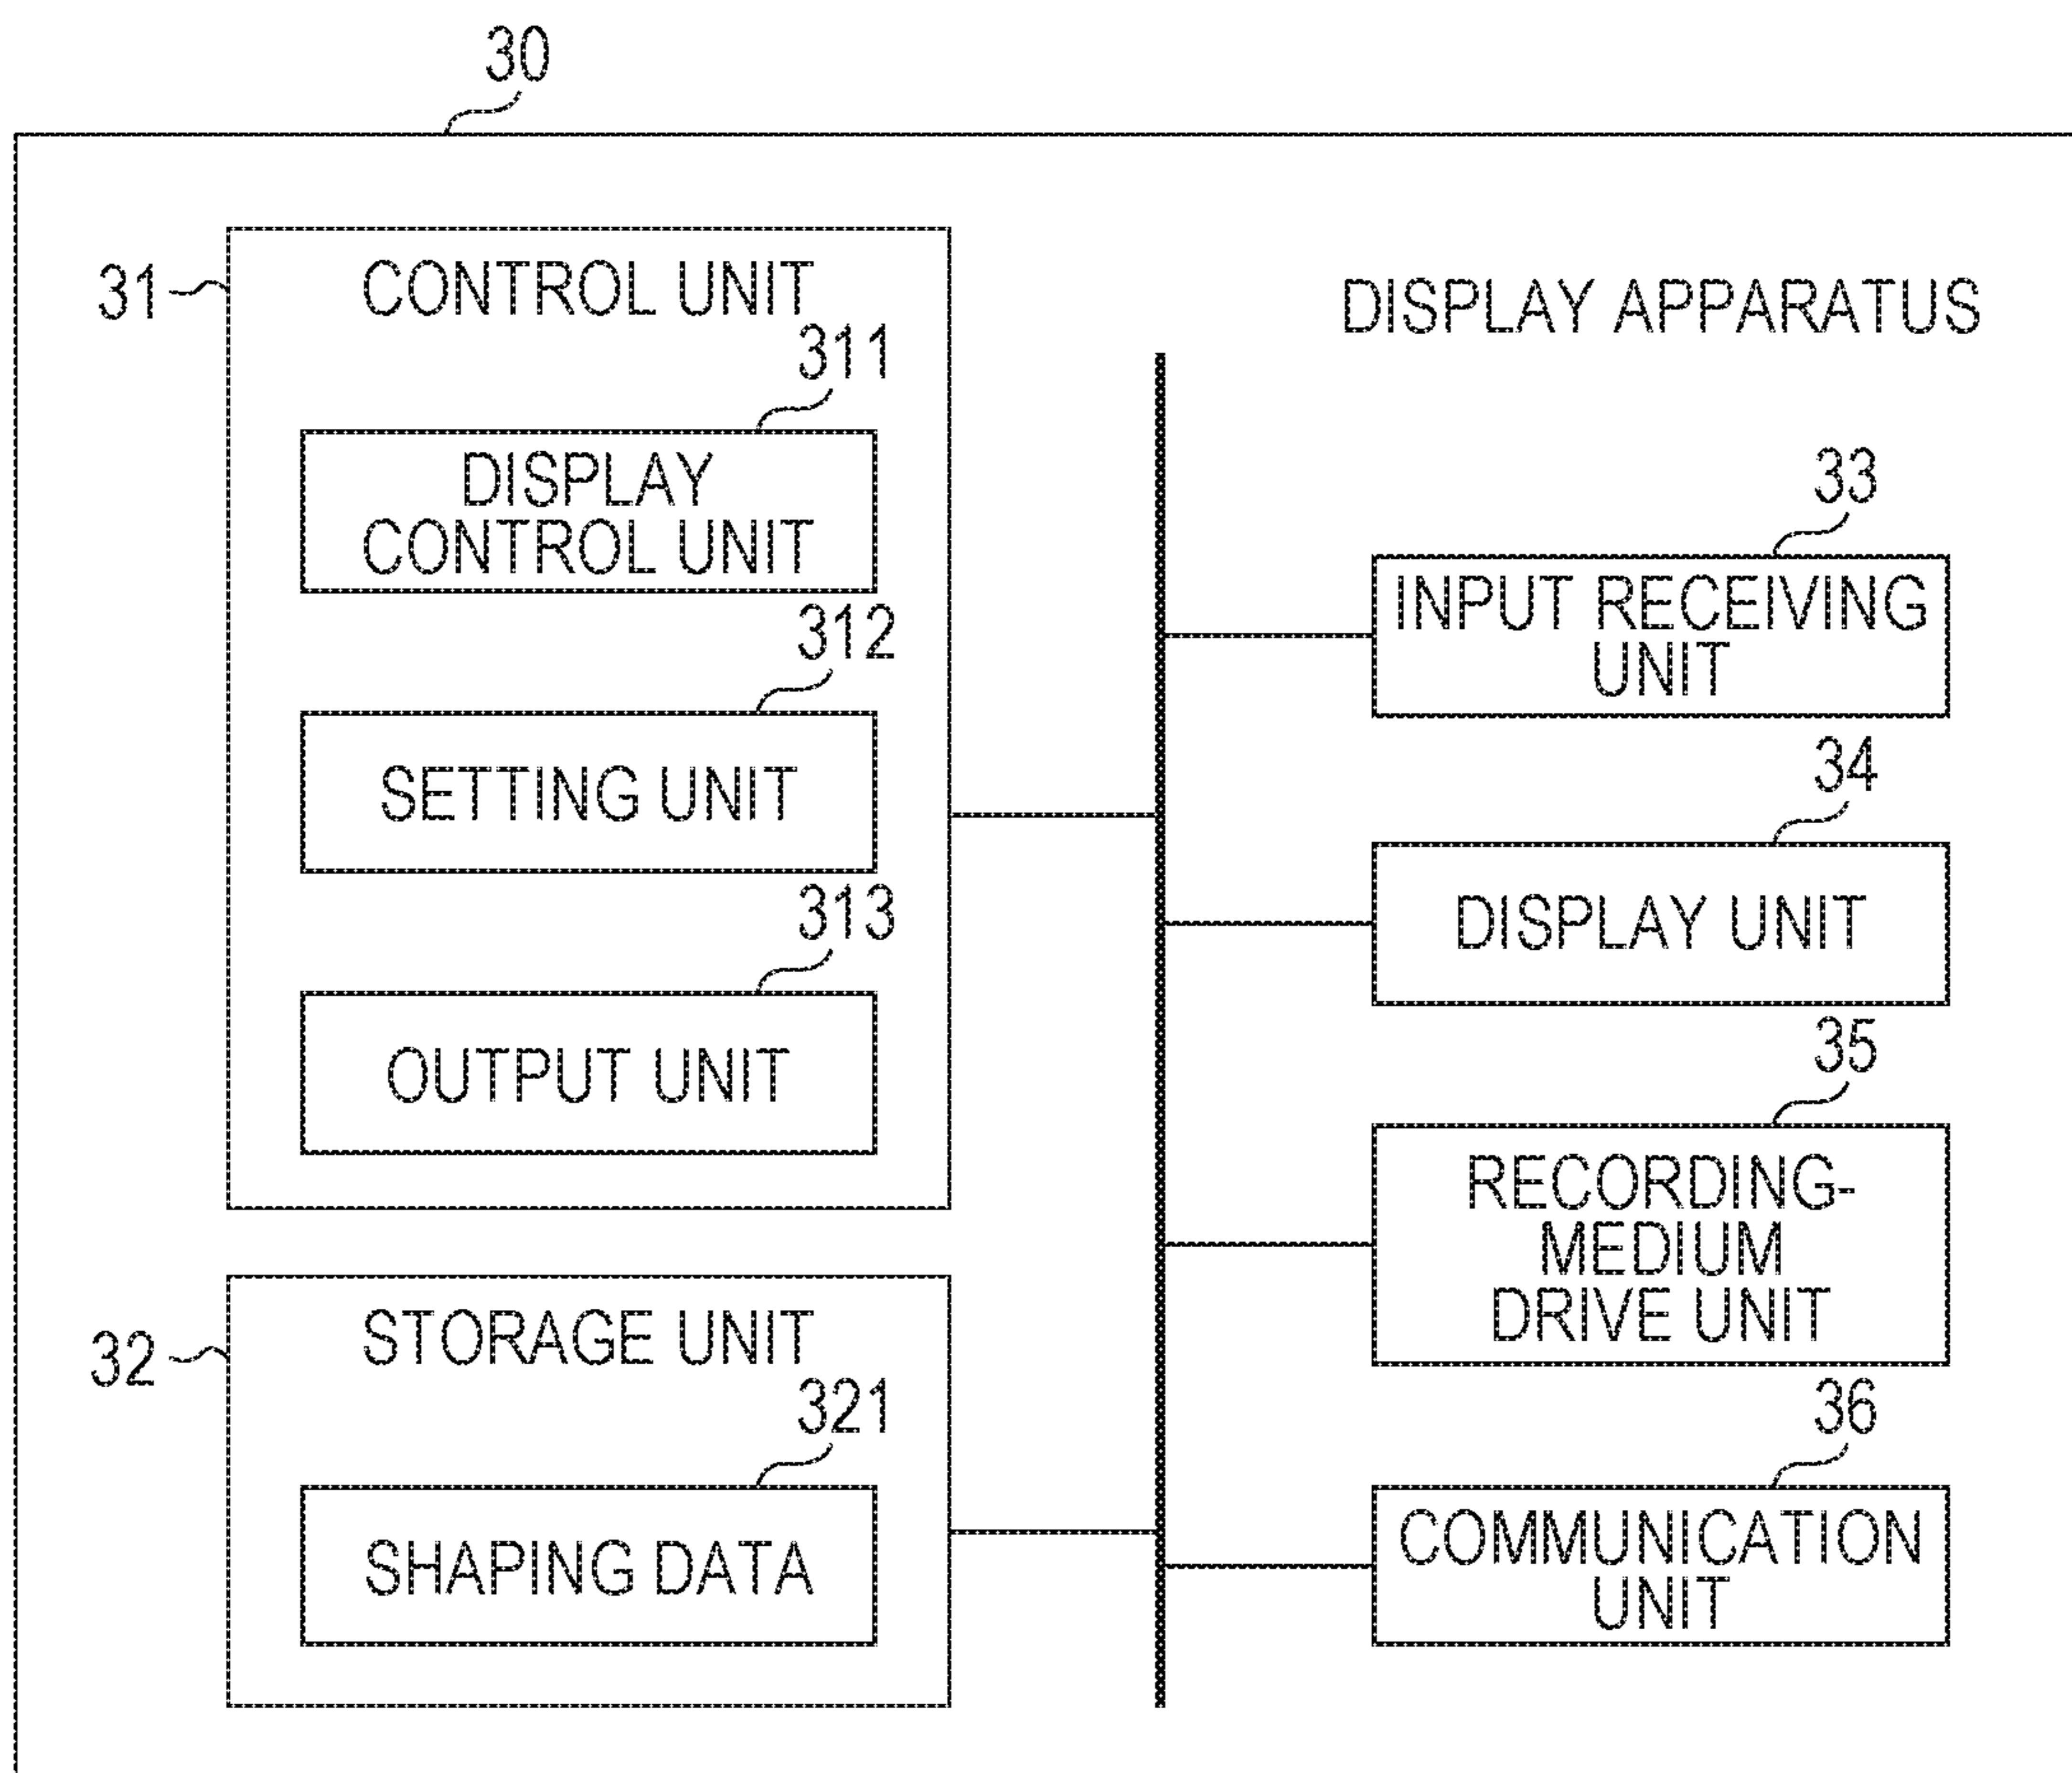 30
31
CONTROL UNIT
311
DISPLAY
CONTROL UNIT
312
SETTING UNIT
313
OUTPUT UNIT
32
STORAGE UNIT
321
SHAPING DATA
DISPLAY APPARATUS
33
INPUT RECEIVING
UNIT
34
DISPLAY UNIT
35
RECORDING-
MEDIUM
DRIVE UNIT
36
COMMUNICATION
UNIT